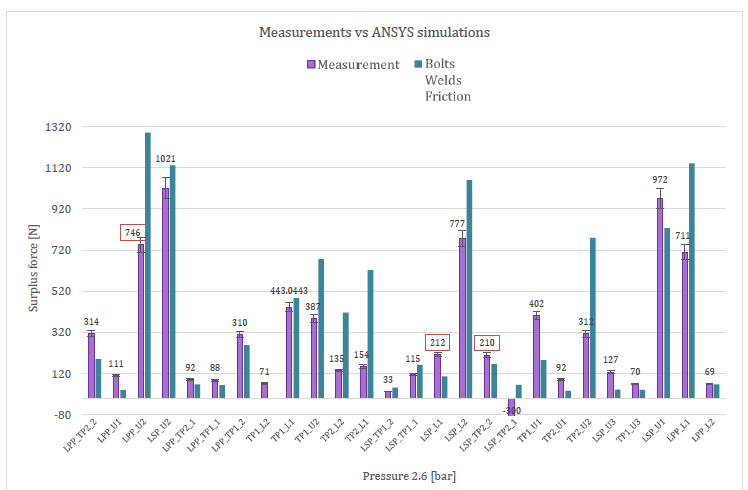 Measurements vs ANSYS simulations
Measurement
Bolts
Welds
Friction
Surplus force [N]
1320
1120
920
720
520
320
120
-80
314
111
746
1021
92
88
310
71
443.0443
387
135
154
33
115
212
777
210
-300
402
92
312
127
70
972
711
69
LPP_TP2_2
LPP_U1
LPP_U2
LSP_U2
LPP_TP2_1
LPP_TP1_1
LPP_TP1_2
TP1_L2
TP1_L1
TP1_U2
TP2_L2
TP2_L1
LSP_TP1_2
LSP_TP1_1
LSP_L1
LSP_L2
LSP_TP2_2
LSP_TP2_1
TP1_U1
TP2_U1
TP2_U2
LSP_U3
TP1_U3
LSP_U1
LPP_L1
LPP_L2
Pressure 2.6 [bar]